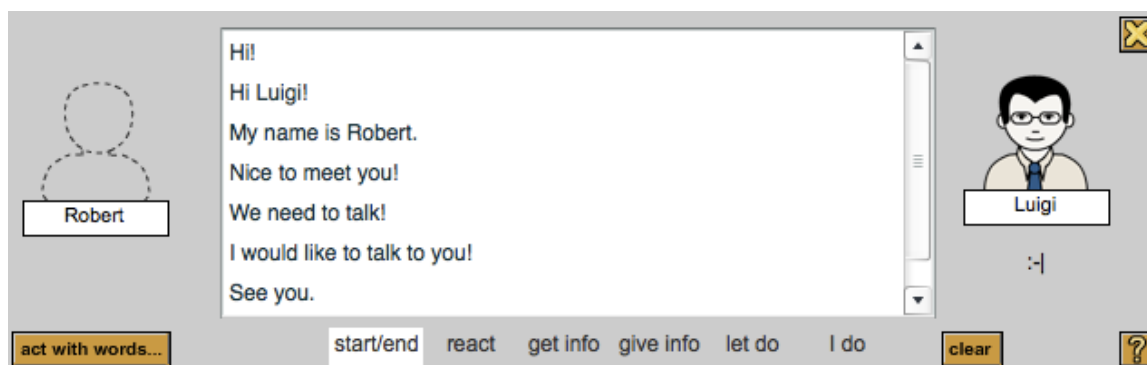 Hi!
Hi Luigi!
My name is Robert.
Nice to meet you!
We need to talk!
I would like to talk to you!
See you.
Robert
Luigi
:-|
act with words...
start/end react get info give info let do I do
clear
?